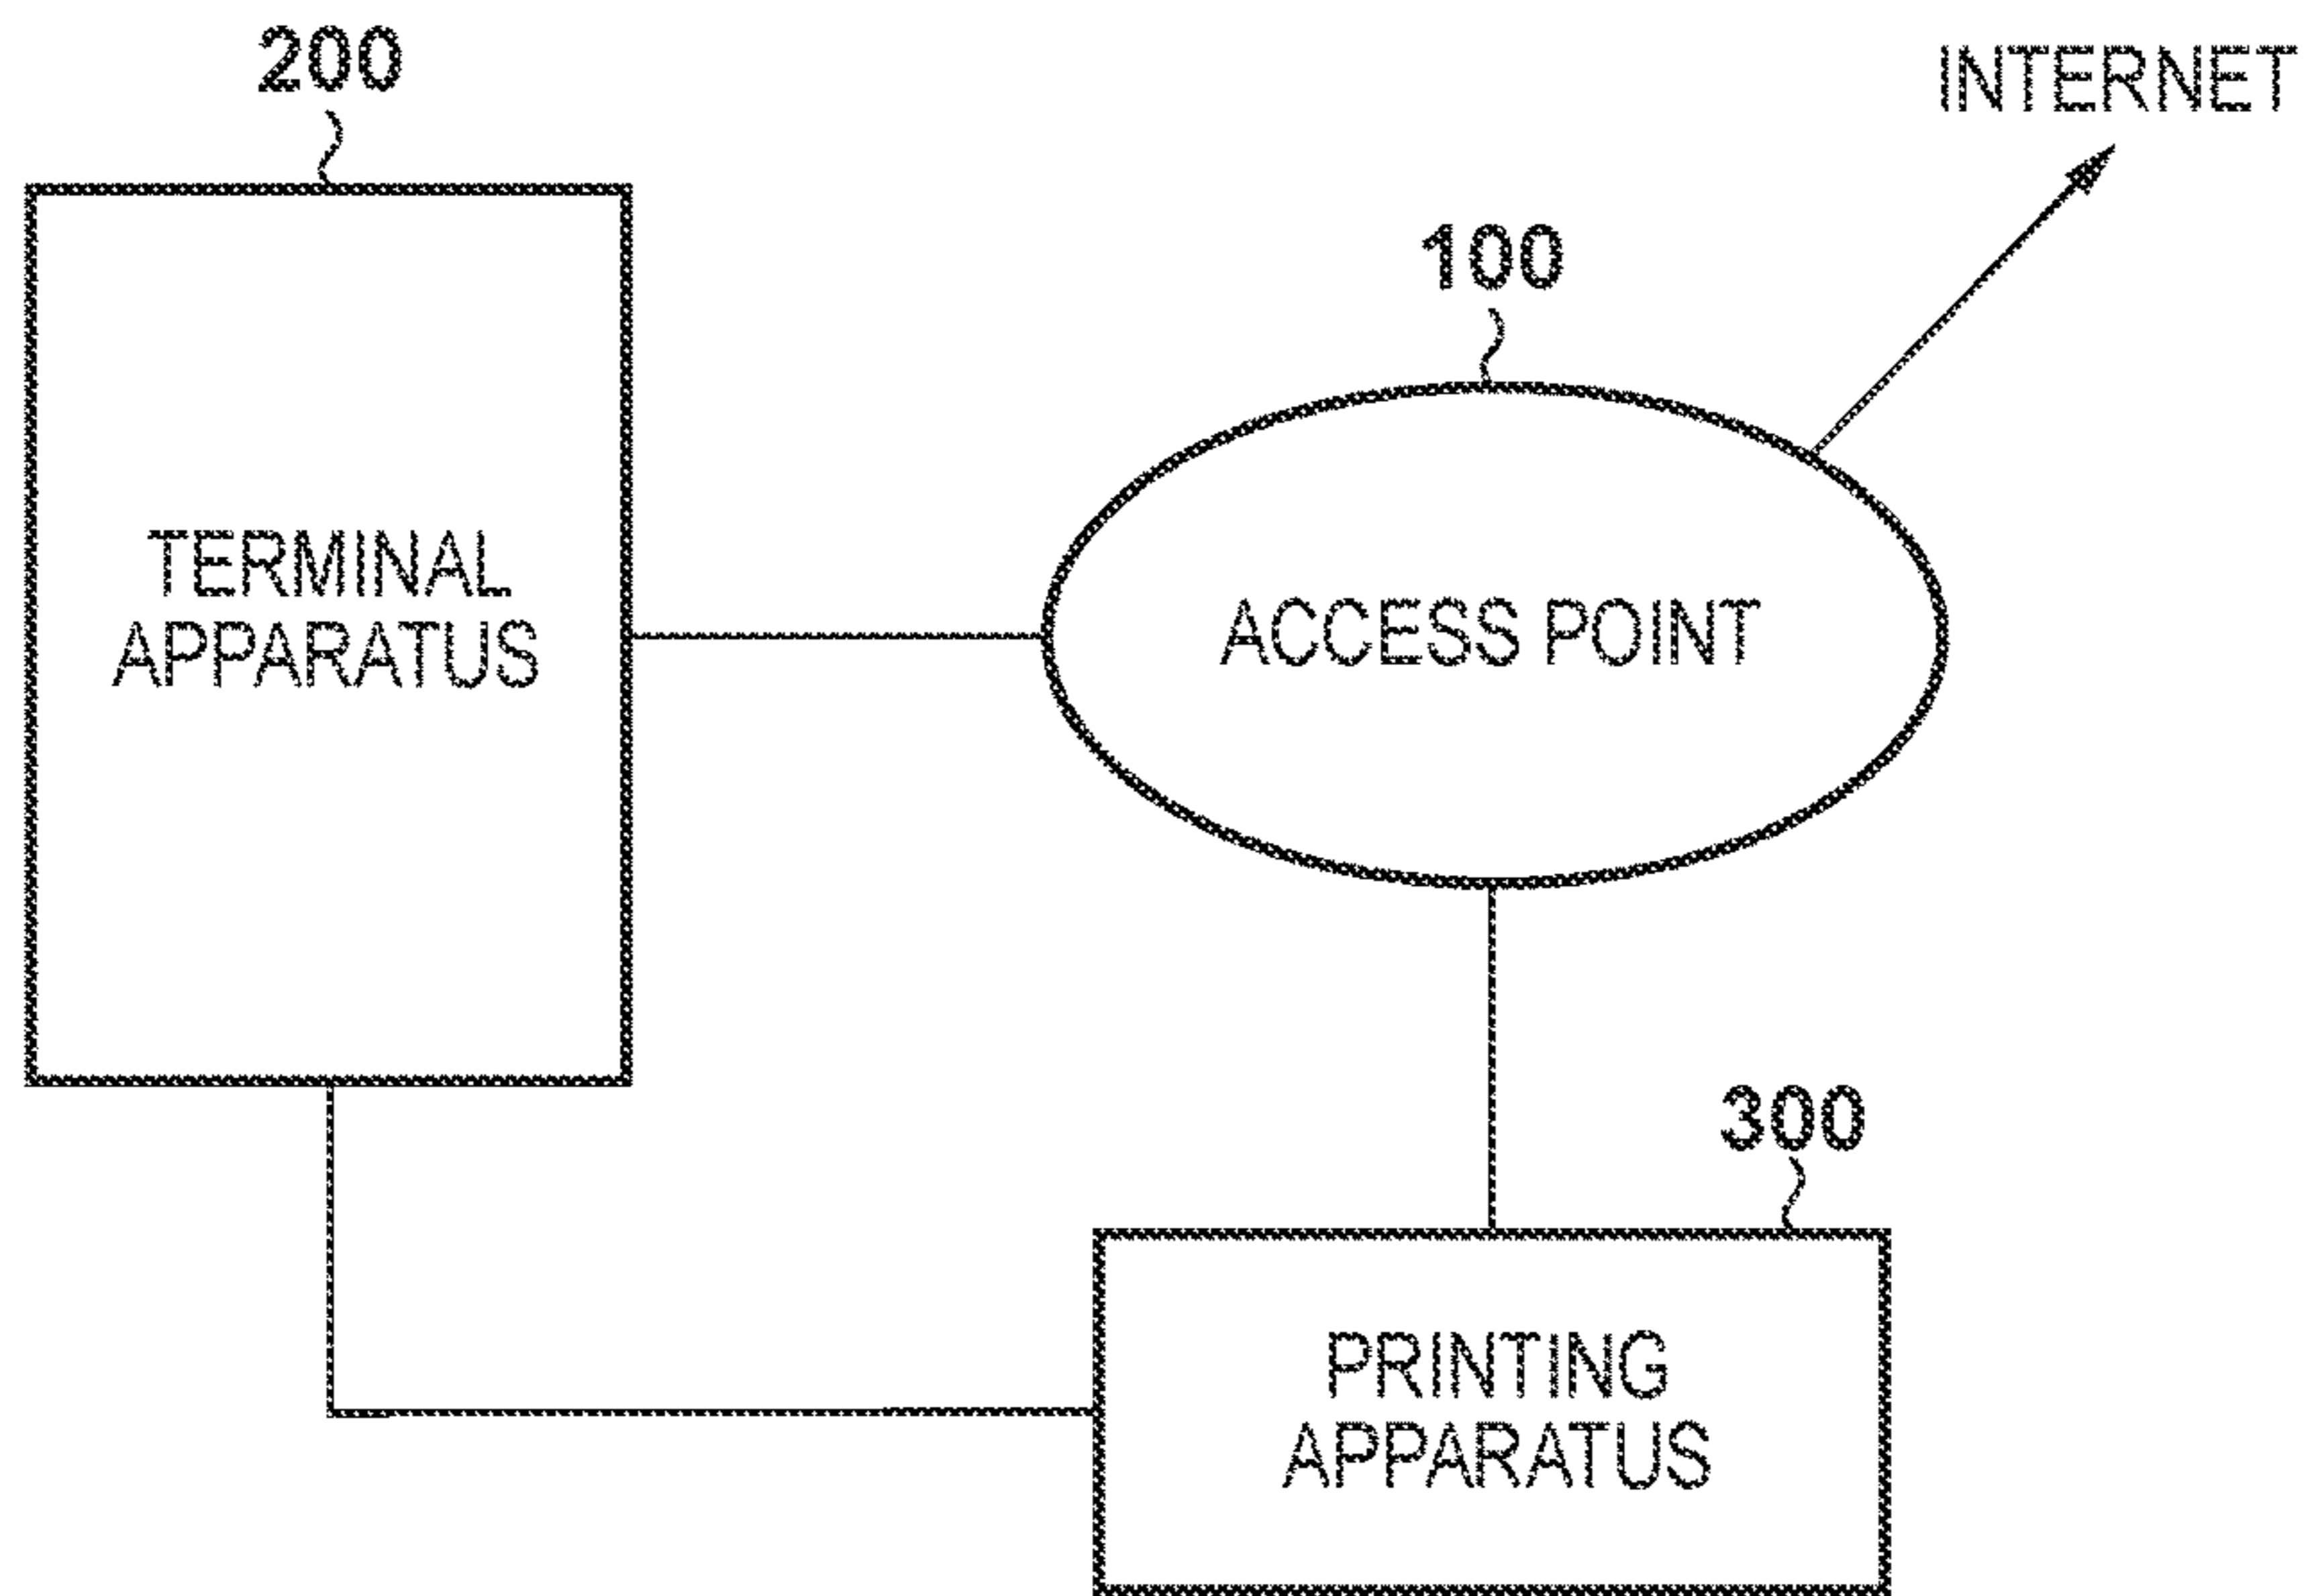 200
INTERNET
100
TERMINAL
APPARATUS
ACCESS POINT
300
PRINTING
APPARATUS